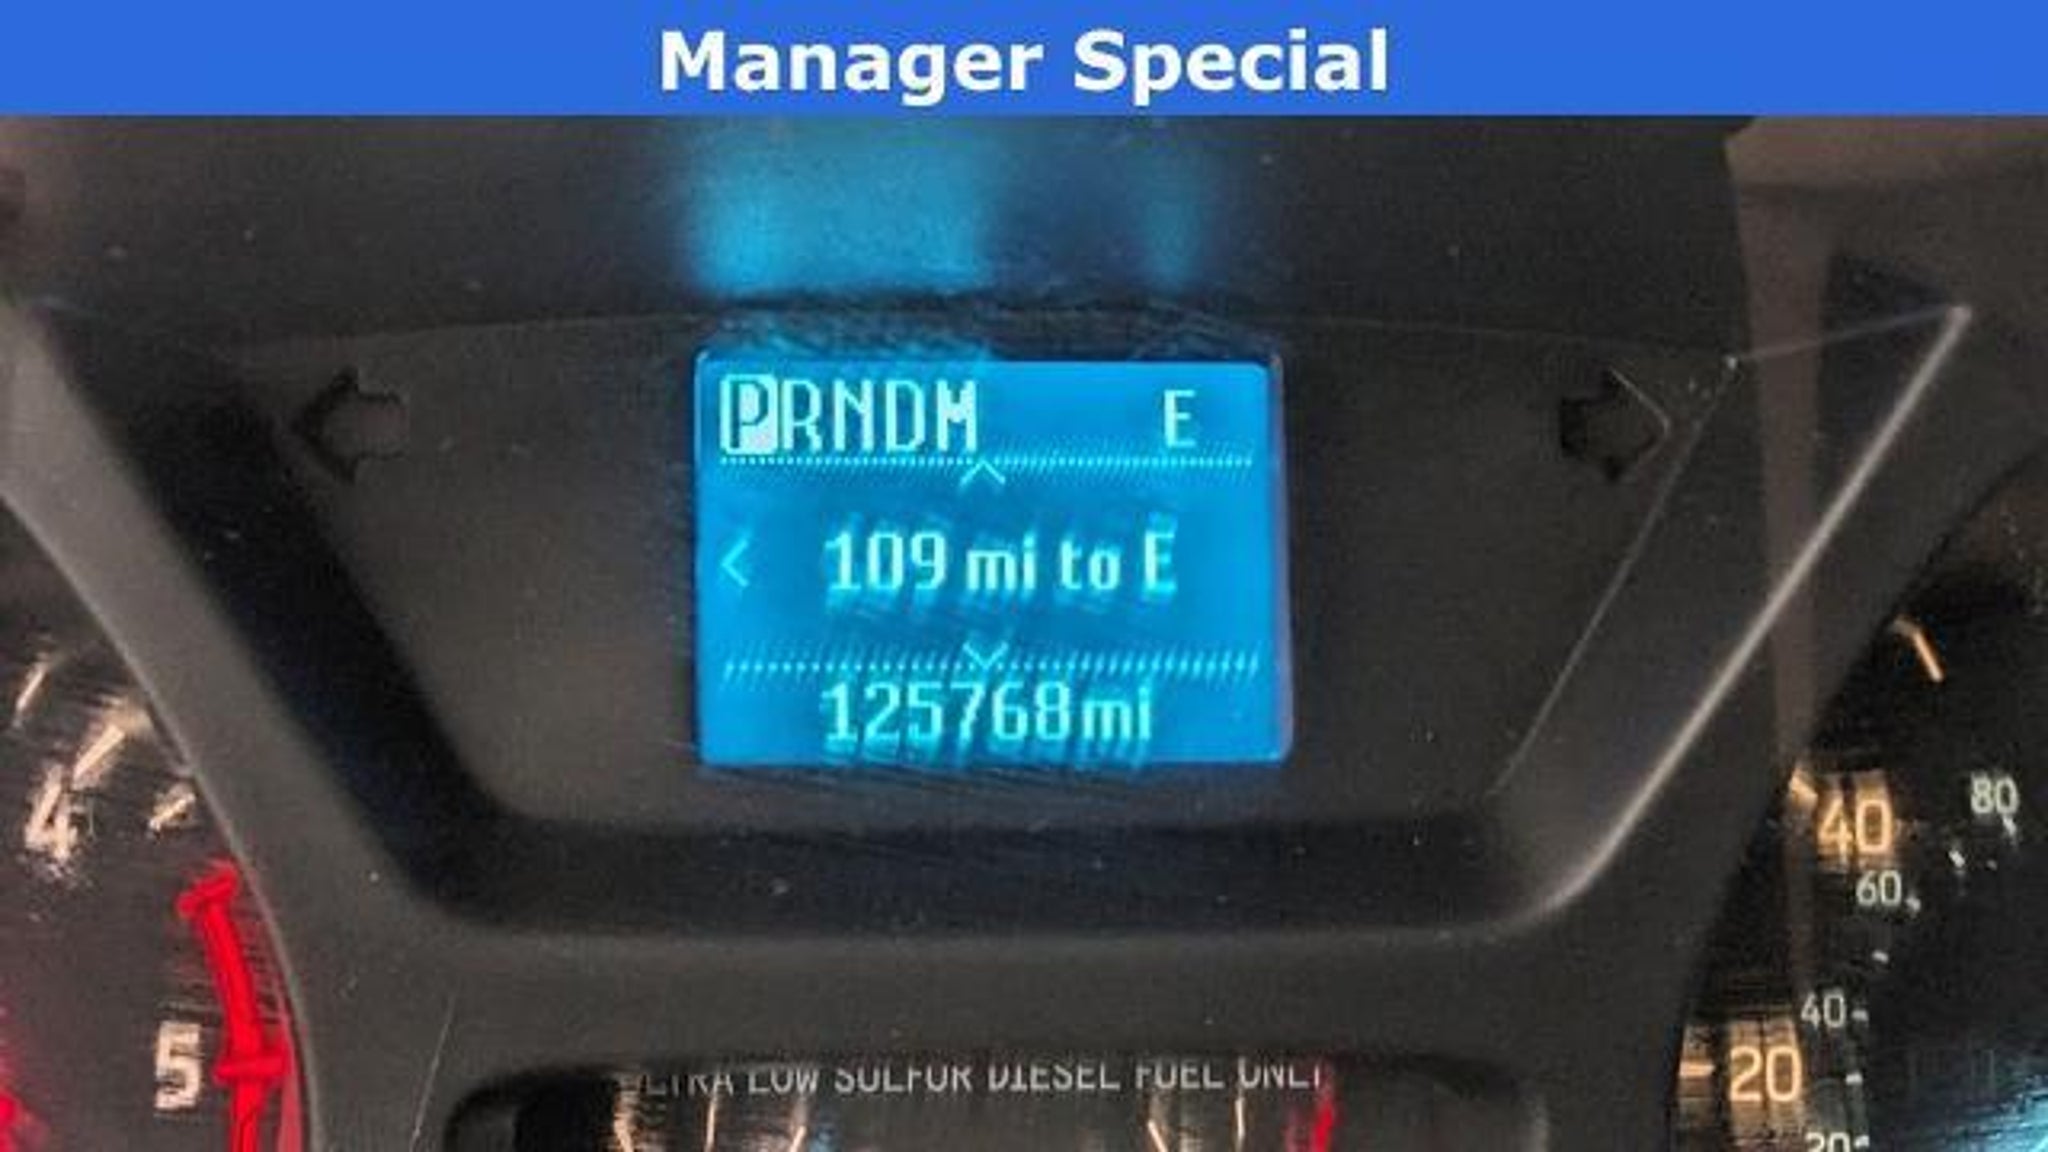 Manager Special
PRNDM E
< 109 mi to E
125768mi
4
5
80
40
60
40
20
20
ULTRA LOW SULFUR DIESEL FUEL ONLY